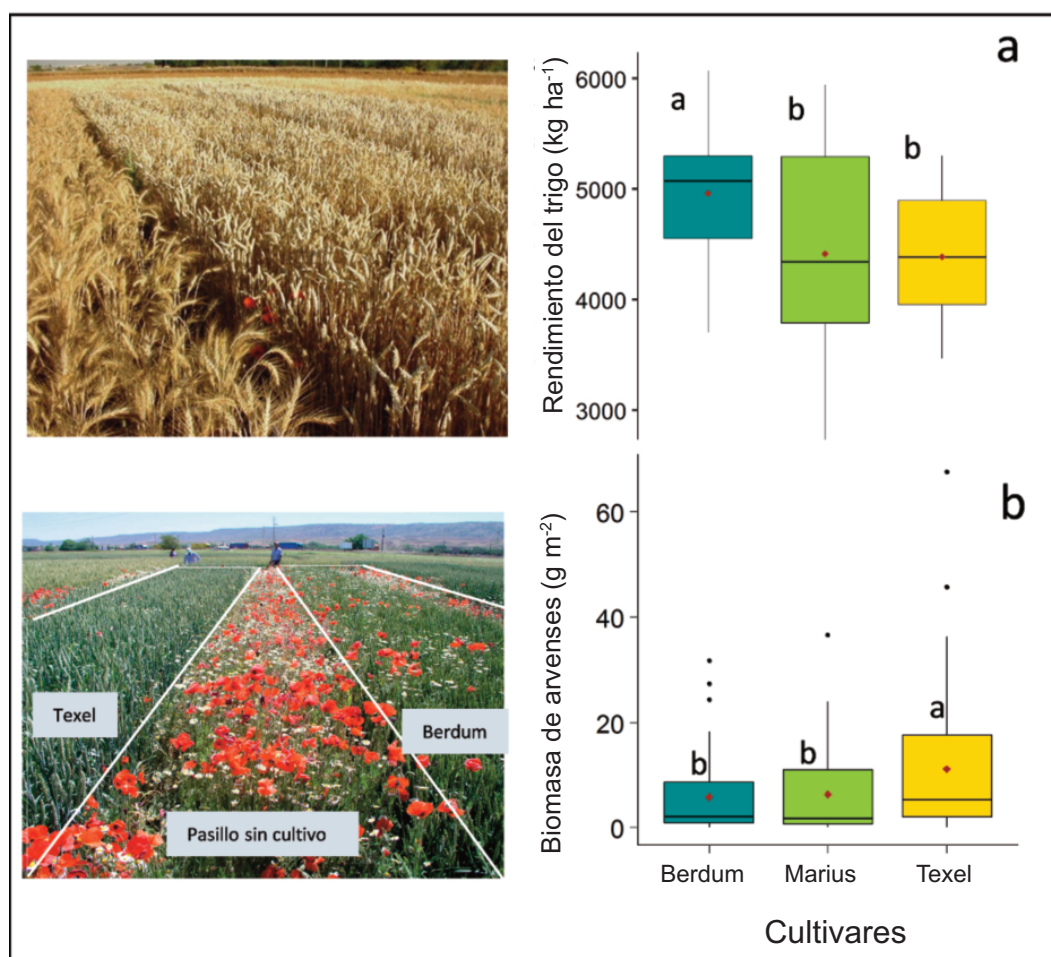 a
Rendimiento del trigo (kg ha-1)
6000
5000
4000
3000
a
b
b
b
Biomasa de arvenses (g m-2)
60
40
20
0
b
b
a
Berdum
Marius
Texel
Cultivares
Texel
Berdum
Pasillo sin cultivo